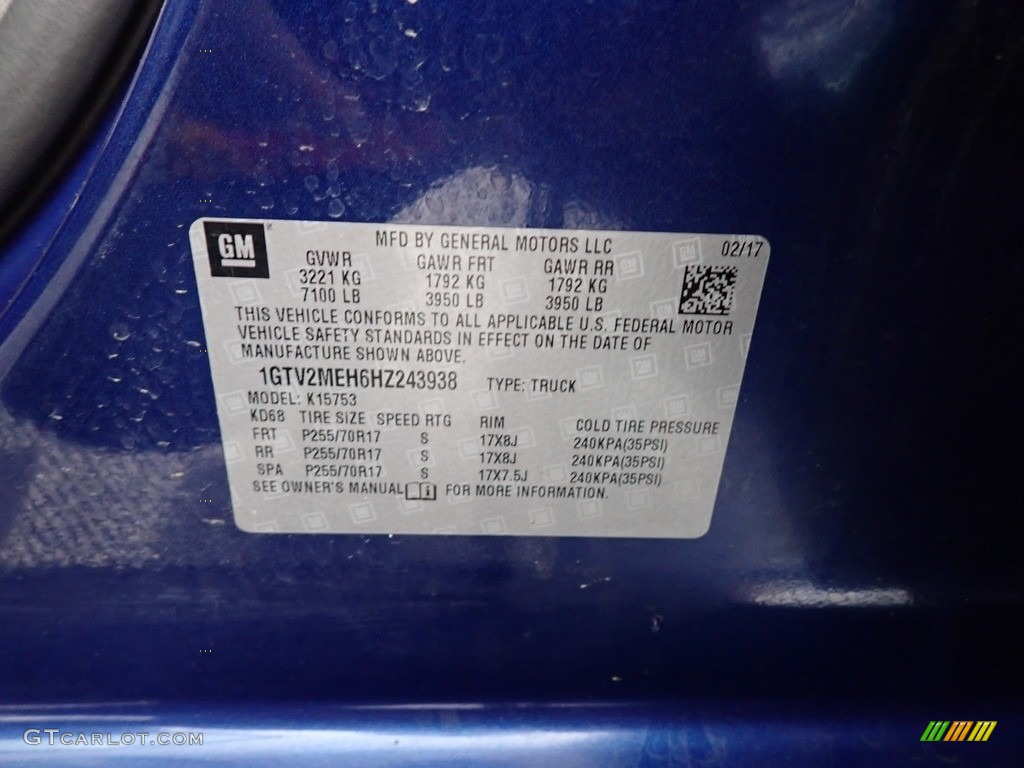 GM
MFD BY GENERAL MOTORS LLC 02/17
GVWR GAWR FRT GAWR RR
3221 KG 1792 KG 1792 KG
7100 LB 3950 LB 3950 LB
THIS VEHICLE CONFORMS TO ALL APPLICABLE U.S. FEDERAL MOTOR
VEHICLE SAFETY STANDARDS IN EFFECT ON THE DATE OF
MANUFACTURE SHOWN ABOVE.
1GTV2MEH6HZ243938 TYPE: TRUCK
MODEL: K15753
KD68 TIRE SIZE SPEED RTG RIM COLD TIRE PRESSURE
FRT P255/70R17 S 17X8J 240KPA(35PSI)
RR P255/70R17 S 17X8J 240KPA(35PSI)
SPA P255/70R17 S 17X7.5J 240KPA(35PSI)
SEE OWNER'S MANUAL FOR MORE INFORMATION.
GTCARLOT.COM